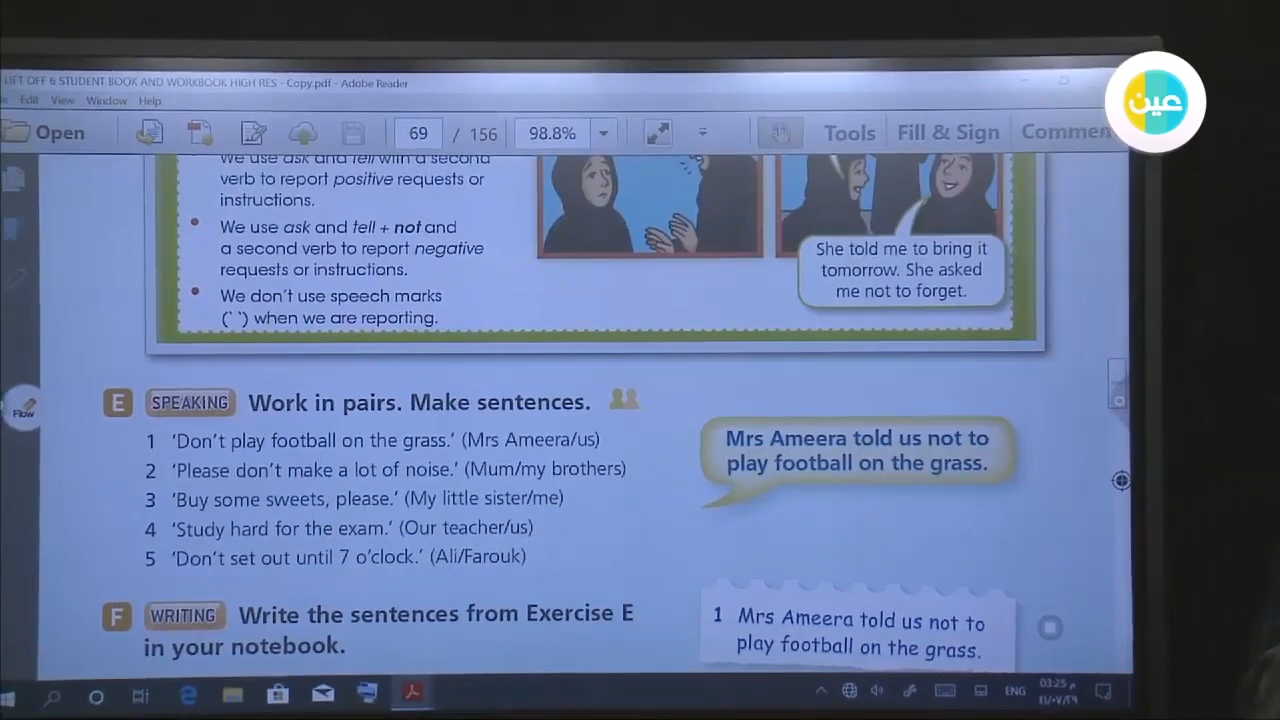 LIFT OFF 6 STUDENT BOOK AND WORKBOOK HIGH RES - Copy.pdf - Adobe Reader
Edit View Window Help
عين
Open 69 / 156 98.8% Tools Fill & Sign Commen
We use ask and tell with a second
verb to report positive requests or
instructions.
• We use ask and tell + not and
a second verb to report negative
requests or instructions.
• We don't use speech marks
(` `) when we are reporting.
She told me to bring it
tomorrow. She asked
me not to forget.
E SPEAKING Work in pairs. Make sentences.
1 'Don't play football on the grass.' (Mrs Ameera/us)
2 'Please don't make a lot of noise.' (Mum/my brothers)
3 'Buy some sweets, please.' (My little sister/me)
4 'Study hard for the exam.' (Our teacher/us)
5 'Don't set out until 7 o'clock.' (Ali/Farouk)
Mrs Ameera told us not to
play football on the grass.
Flow
F WRITING Write the sentences from Exercise E
in your notebook.
1 Mrs Ameera told us not to
play football on the grass.
ENG
03:25 م